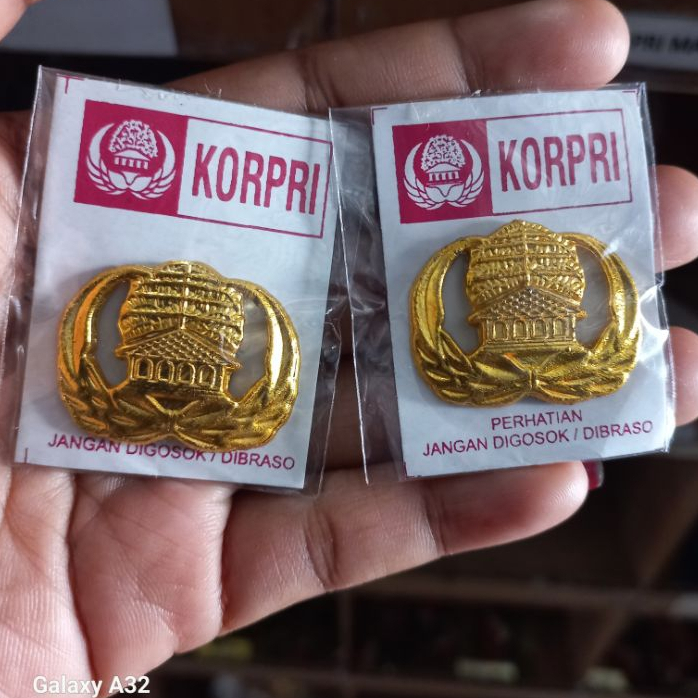 KORPRI
JANGAN DIGOSOK / DIBRASO
KORPRI
PERHATIAN
JANGAN DIGOSOK / DIBRASO
Galaxy A32